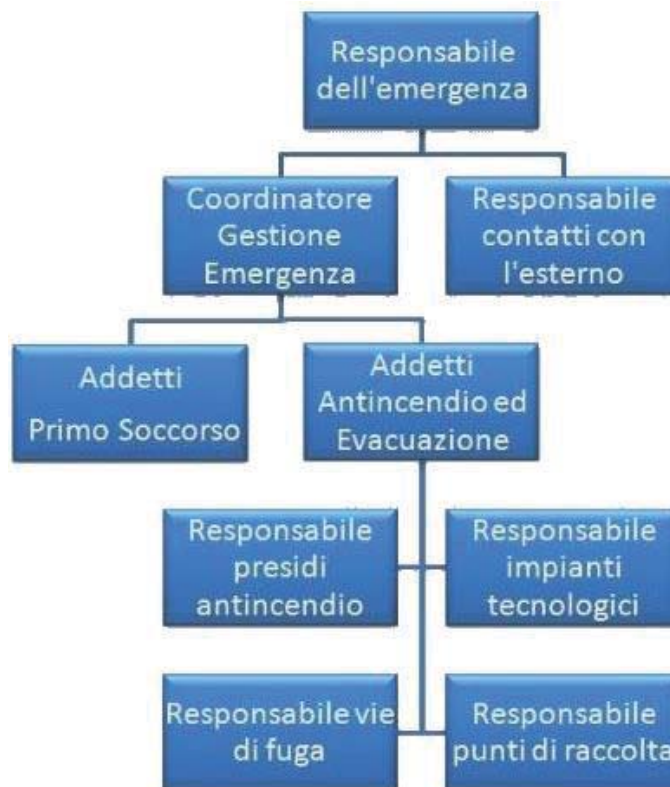 Responsabile
dell'emergenza
Coordinatore
Gestione
Emergenza
Responsabile
contatti con
l'esterno
Addetti
Primo Soccorso
Addetti
Antincendio ed
Evacuazione
Responsabile
presidi
antincendio
Responsabile
impianti
tecnologici
Responsabile vie
di fuga
Responsabile
punti di raccolta